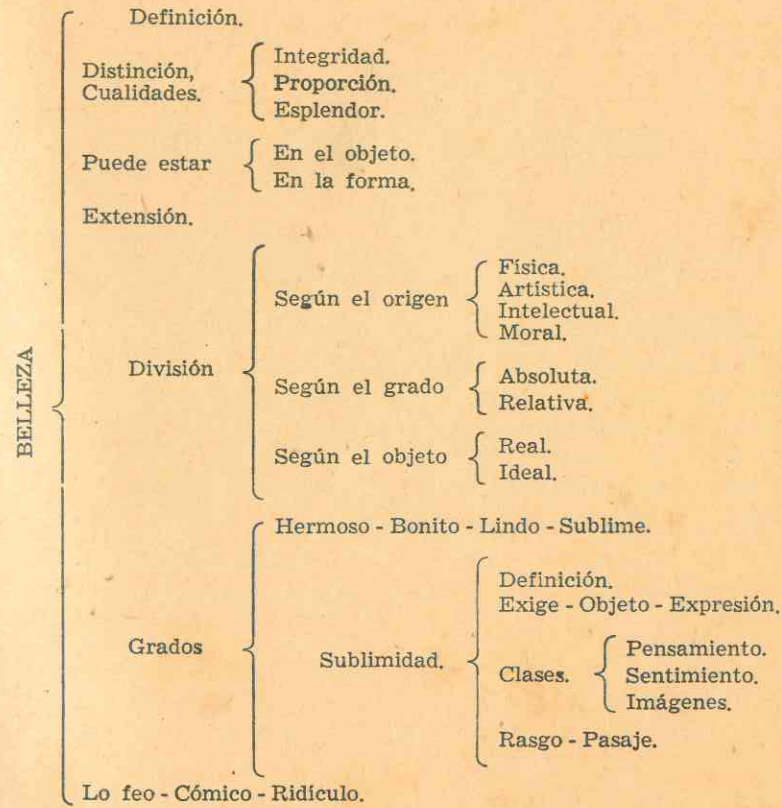 BELLEZA
Definición.
Distinción,
Cualidades.
Integridad.
Proporción.
Esplendor.
Puede estar
En el objeto.
En la forma.
Extensión.
División
Según el origen
Física.
Artística.
Intelectual.
Moral.
Según el grado
Absoluta.
Relativa.
Según el objeto
Real.
Ideal.
Grados
Hermoso - Bonito - Lindo - Sublime.
Sublimidad.
Definición.
Exige - Objeto - Expresión.
Clases.
Pensamiento.
Sentimiento.
Imágenes.
Rasgo - Pasaje.
Lo feo - Cómico - Ridículo.